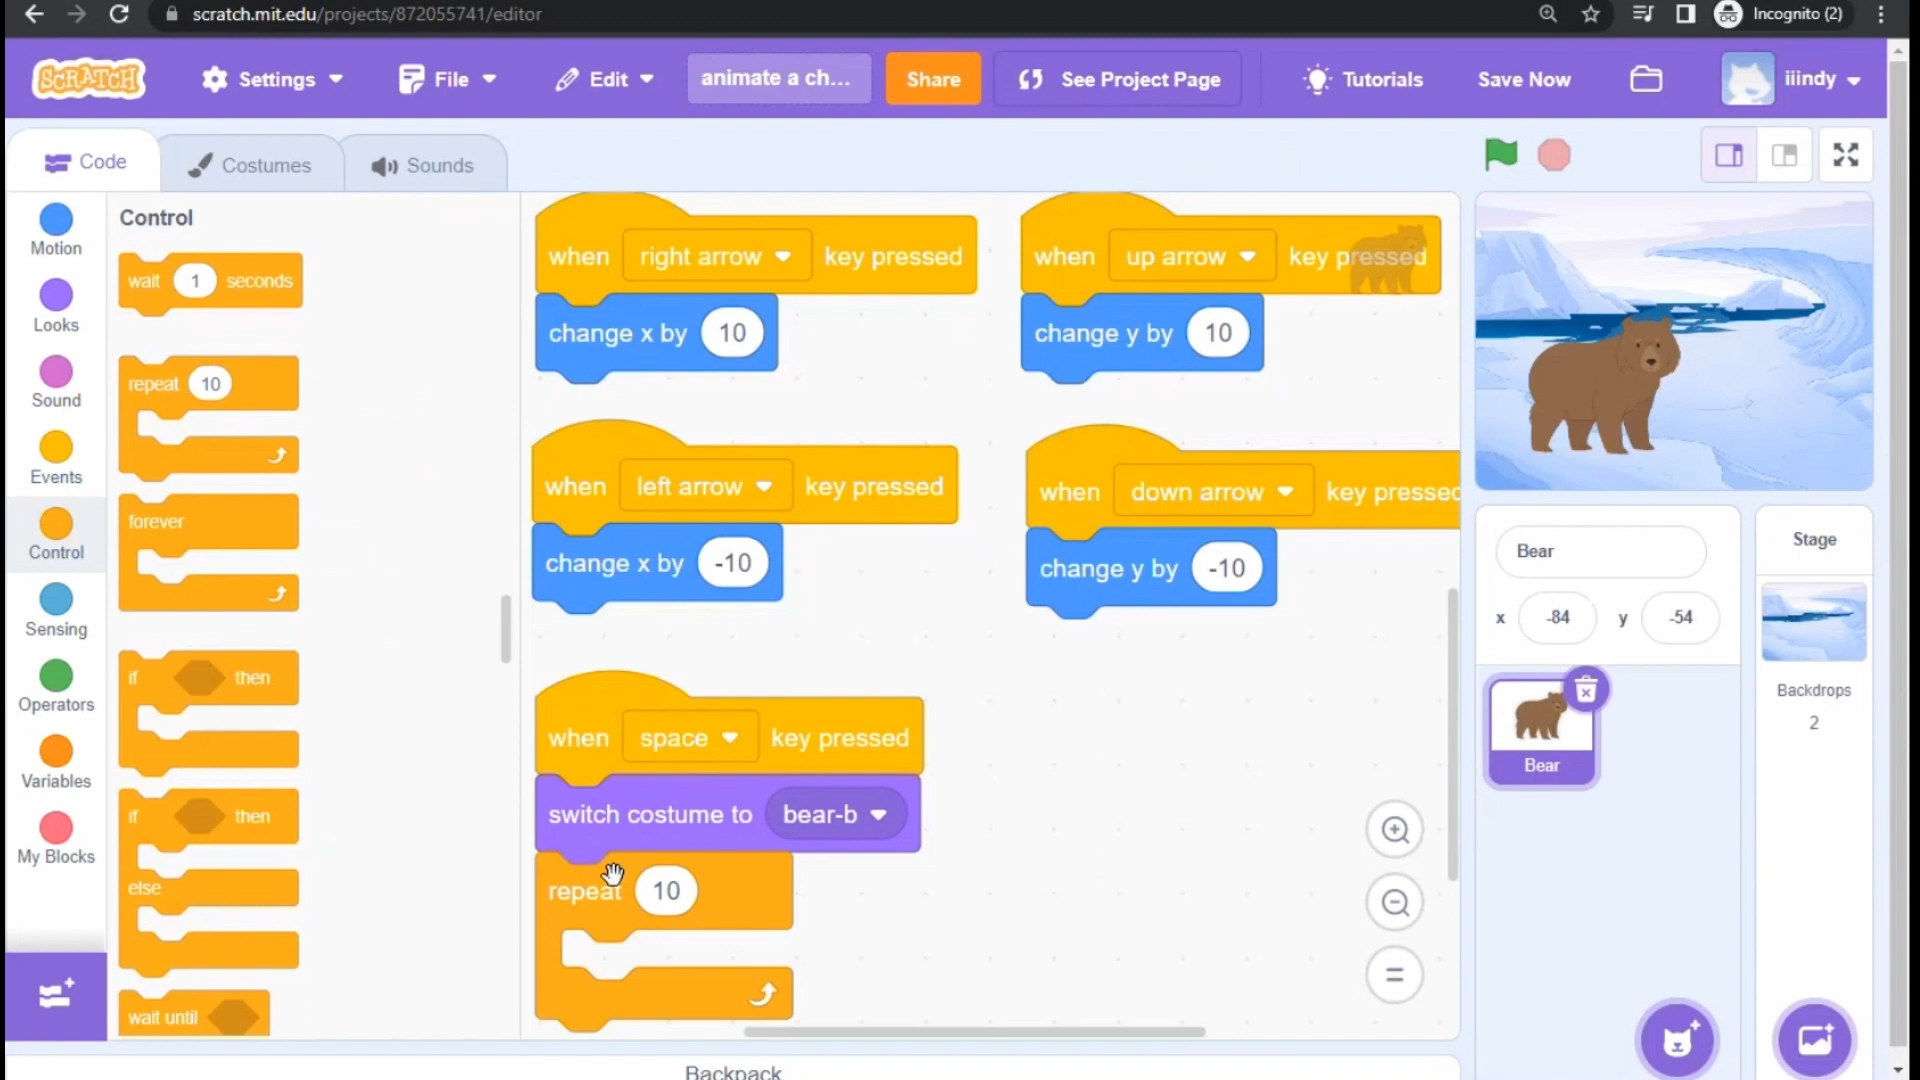 scratch.mit.edu/projects/872055741/editor
Incognito (2)
SCRATCH
Settings
File
Edit
animate a ch...
Share
See Project Page
Tutorials
Save Now
iiindy
Code
Costumes
Sounds
Motion
Looks
Sound
Events
Control
Sensing
Operators
Variables
My Blocks
Control
wait 1 seconds
repeat 10
forever
if then
if then
else
wait until
when right arrow key pressed
change x by 10
when up arrow key pressed
change y by 10
when left arrow key pressed
change x by -10
when down arrow key pressed
change y by -10
when space key pressed
switch costume to bear-b
repeat 10
Bear
x -84 y -54
Bear
Stage
Backdrops
2
Backpack